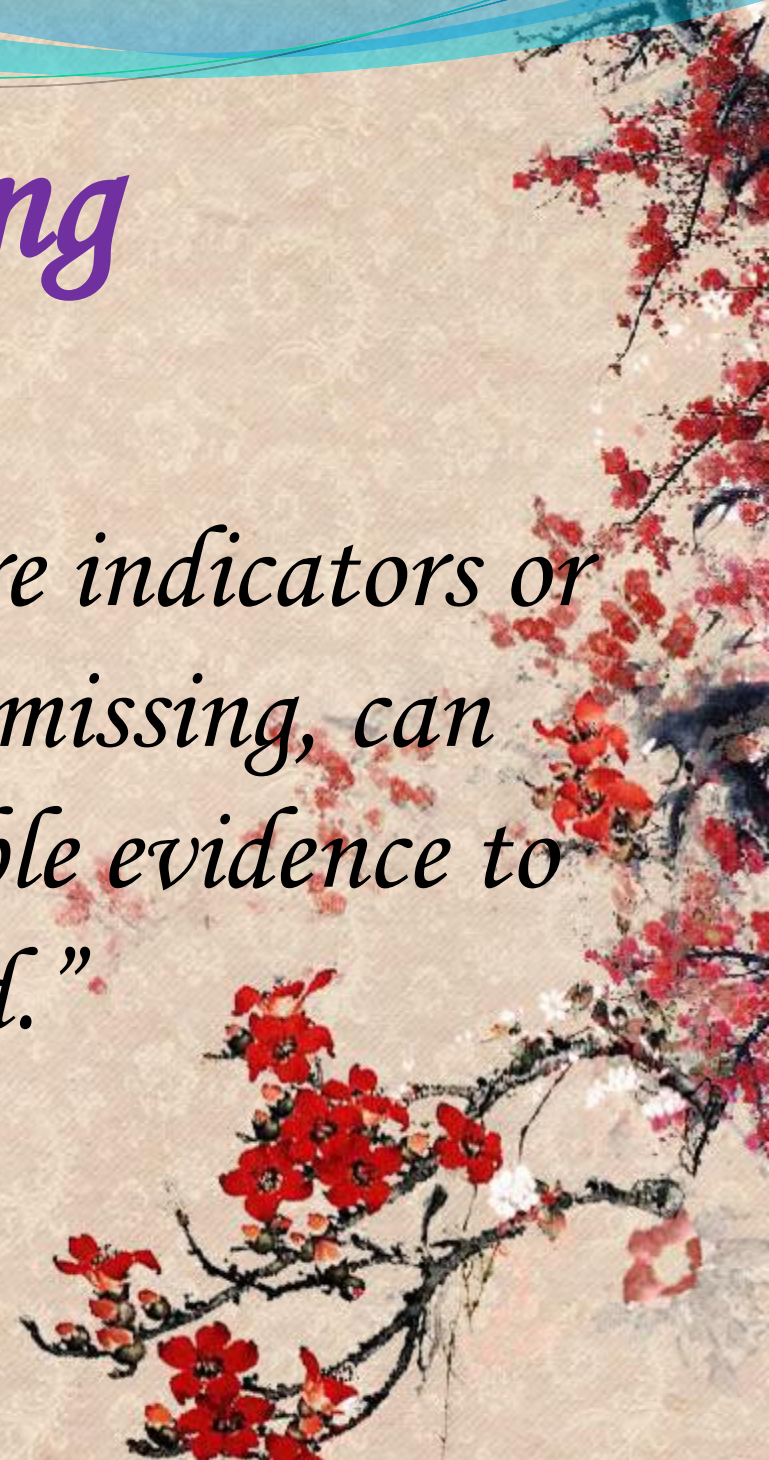 ng
re indicators or
missing, can
ble evidence to
d.”